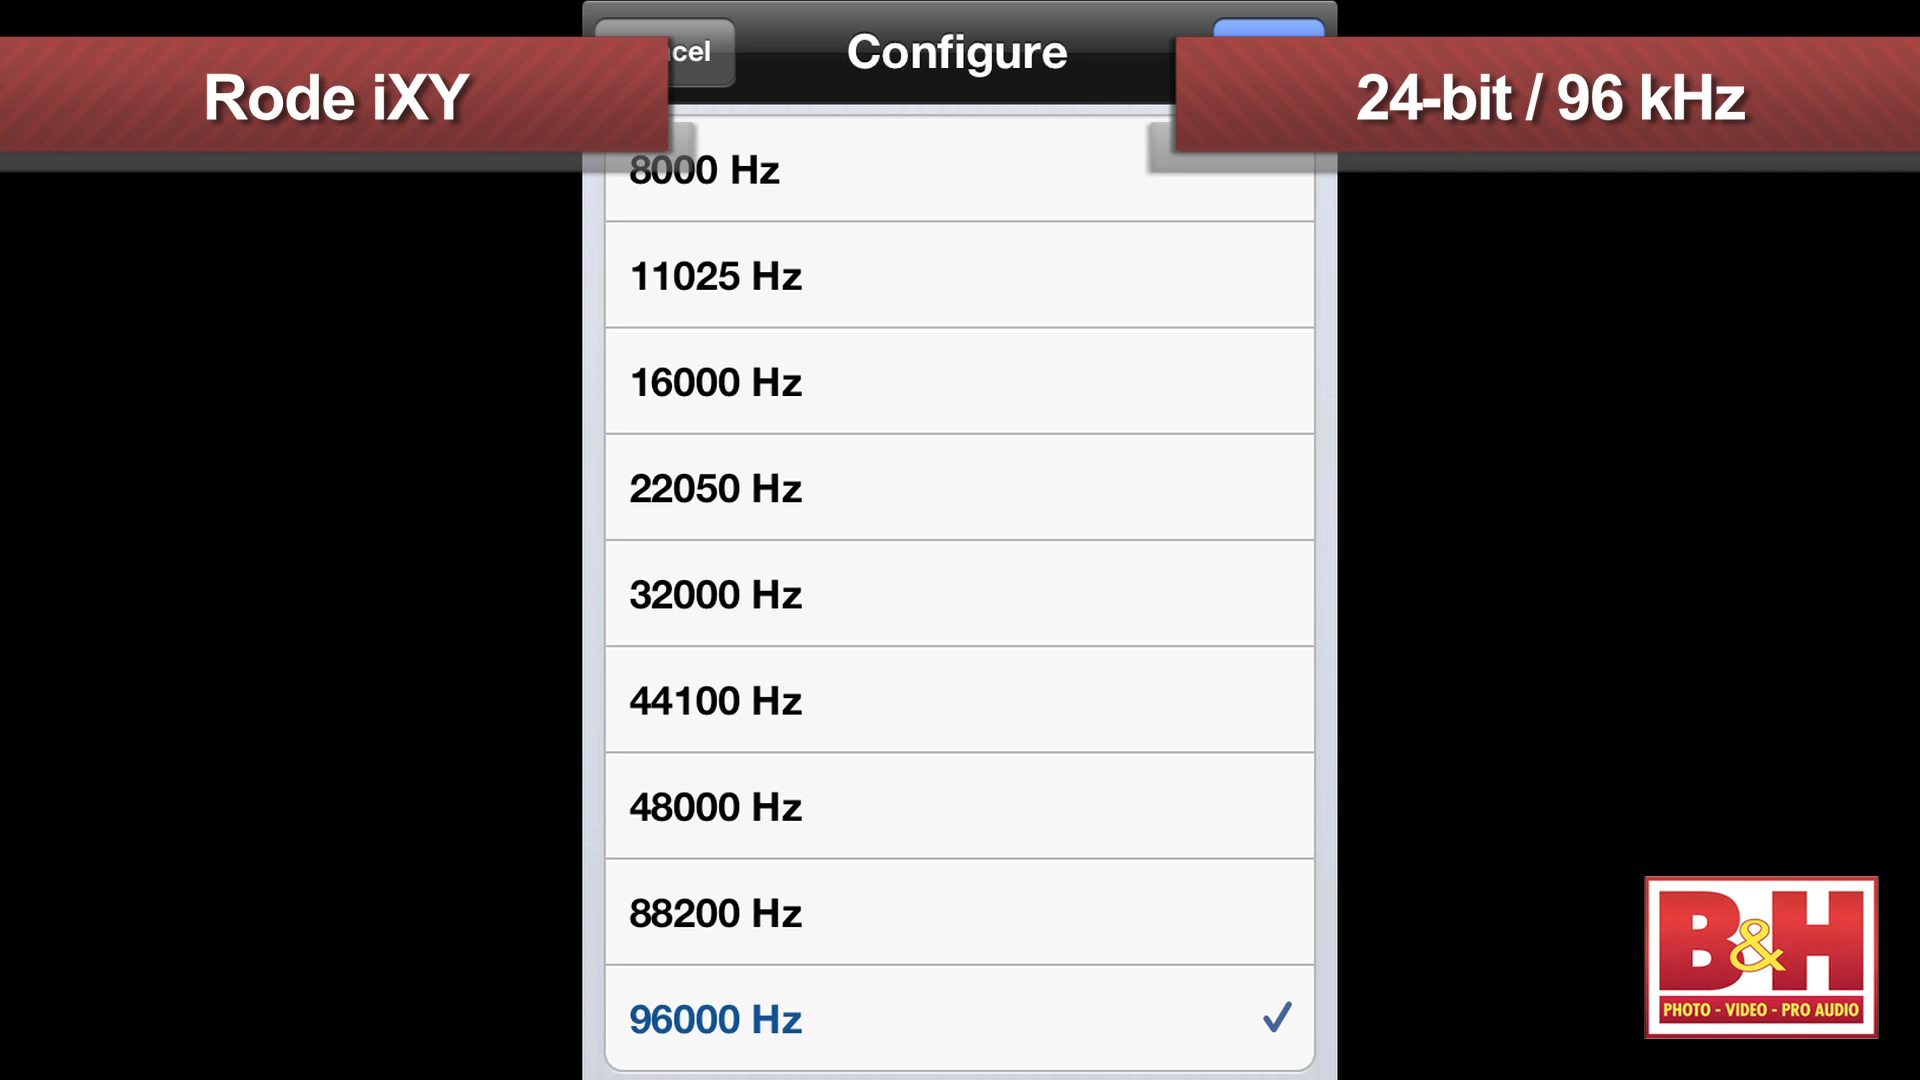 Configure
Rode iXY
24-bit / 96 kHz
8000 Hz
11025 Hz
16000 Hz
22050 Hz
32000 Hz
44100 Hz
48000 Hz
88200 Hz
96000 Hz
B&H
PHOTO - VIDEO - PRO AUDIO